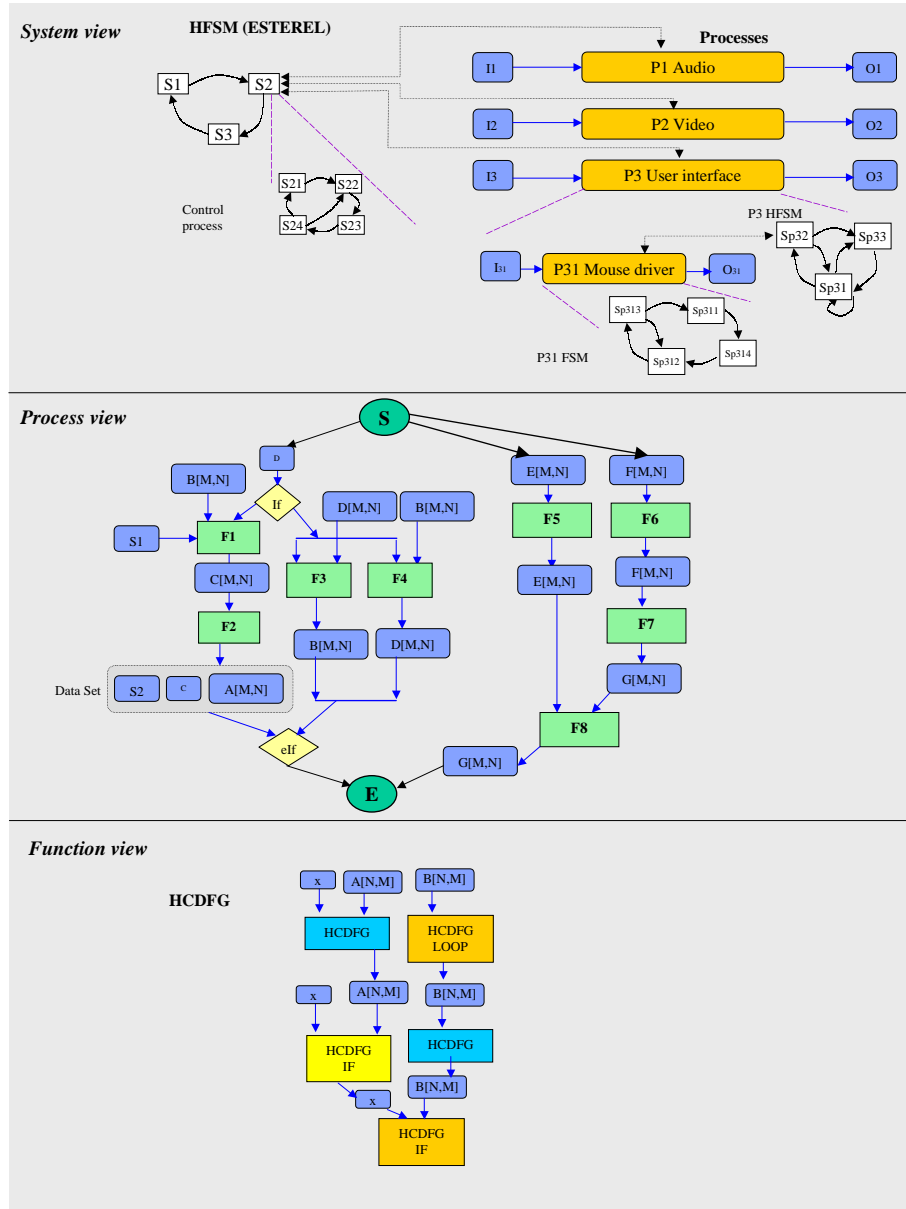 System view
HFSM (ESTEREL)
Processes
I1
P1 Audio
O1
S1
S2
I2
P2 Video
O2
S3
I3
P3 User interface
O3
S21
S22
Control
process
S24
S23
P3 HFSM
Sp32
Sp33
I31
P31 Mouse driver
O31
Sp31
Sp313
Sp311
P31 FSM
Sp312
Sp314
Process view
S
D
B[M,N]
If
E[M,N]
F[M,N]
D[M,N]
B[M,N]
S1
F1
F5
F6
C[M,N]
F3
F4
E[M,N]
F[M,N]
F2
F7
B[M,N]
D[M,N]
Data Set
S2
C
A[M,N]
G[M,N]
F8
eIf
G[M,N]
E
Function view
HCDFG
x
A[N,M]
B[N,M]
HCDFG
HCDFG
LOOP
x
A[N,M]
B[N,M]
HCDFG
IF
HCDFG
x
B[N,M]
HCDFG
IF